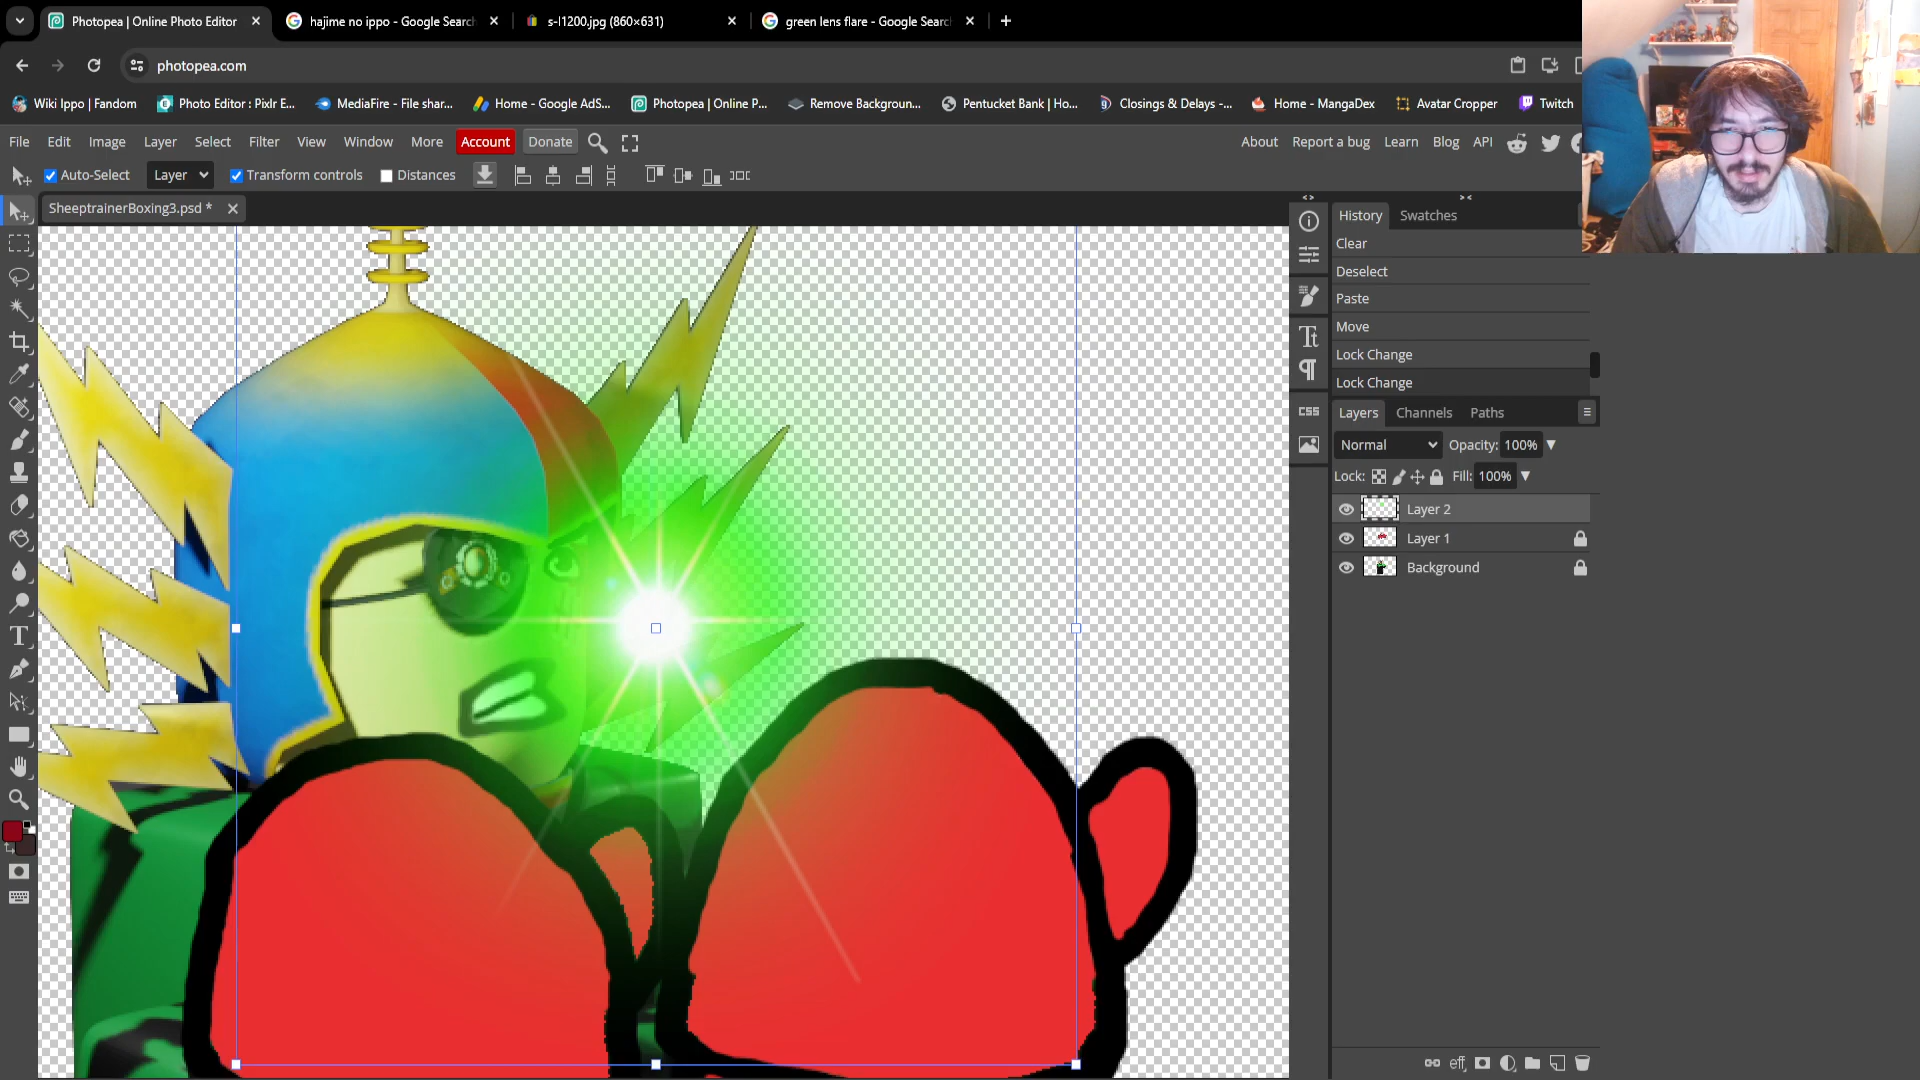 Photopea | Online Photo Editor
hajime no ippo - Google Search
s-l1200.jpg (860×631)
green lens flare - Google Search
photopea.com
Wiki Ippo | Fandom
Photo Editor : Pixlr E...
MediaFire - File shar...
Home - Google AdS...
Photopea | Online P...
Remove Backgroun...
Pentucket Bank | Ho...
Closings & Delays -...
Home - MangaDex
Avatar Cropper
Twitch
File Edit Image Layer Select Filter View Window More Account Donate
About Report a bug Learn Blog API
Auto-Select Layer Transform controls Distances
SheeptrainerBoxing3.psd *
History Swatches
Clear
Deselect
Paste
Move
Lock Change
Lock Change
CSS
Layers Channels Paths
Normal Opacity: 100%
Lock: Fill: 100%
Layer 2
Layer 1
Background
eff